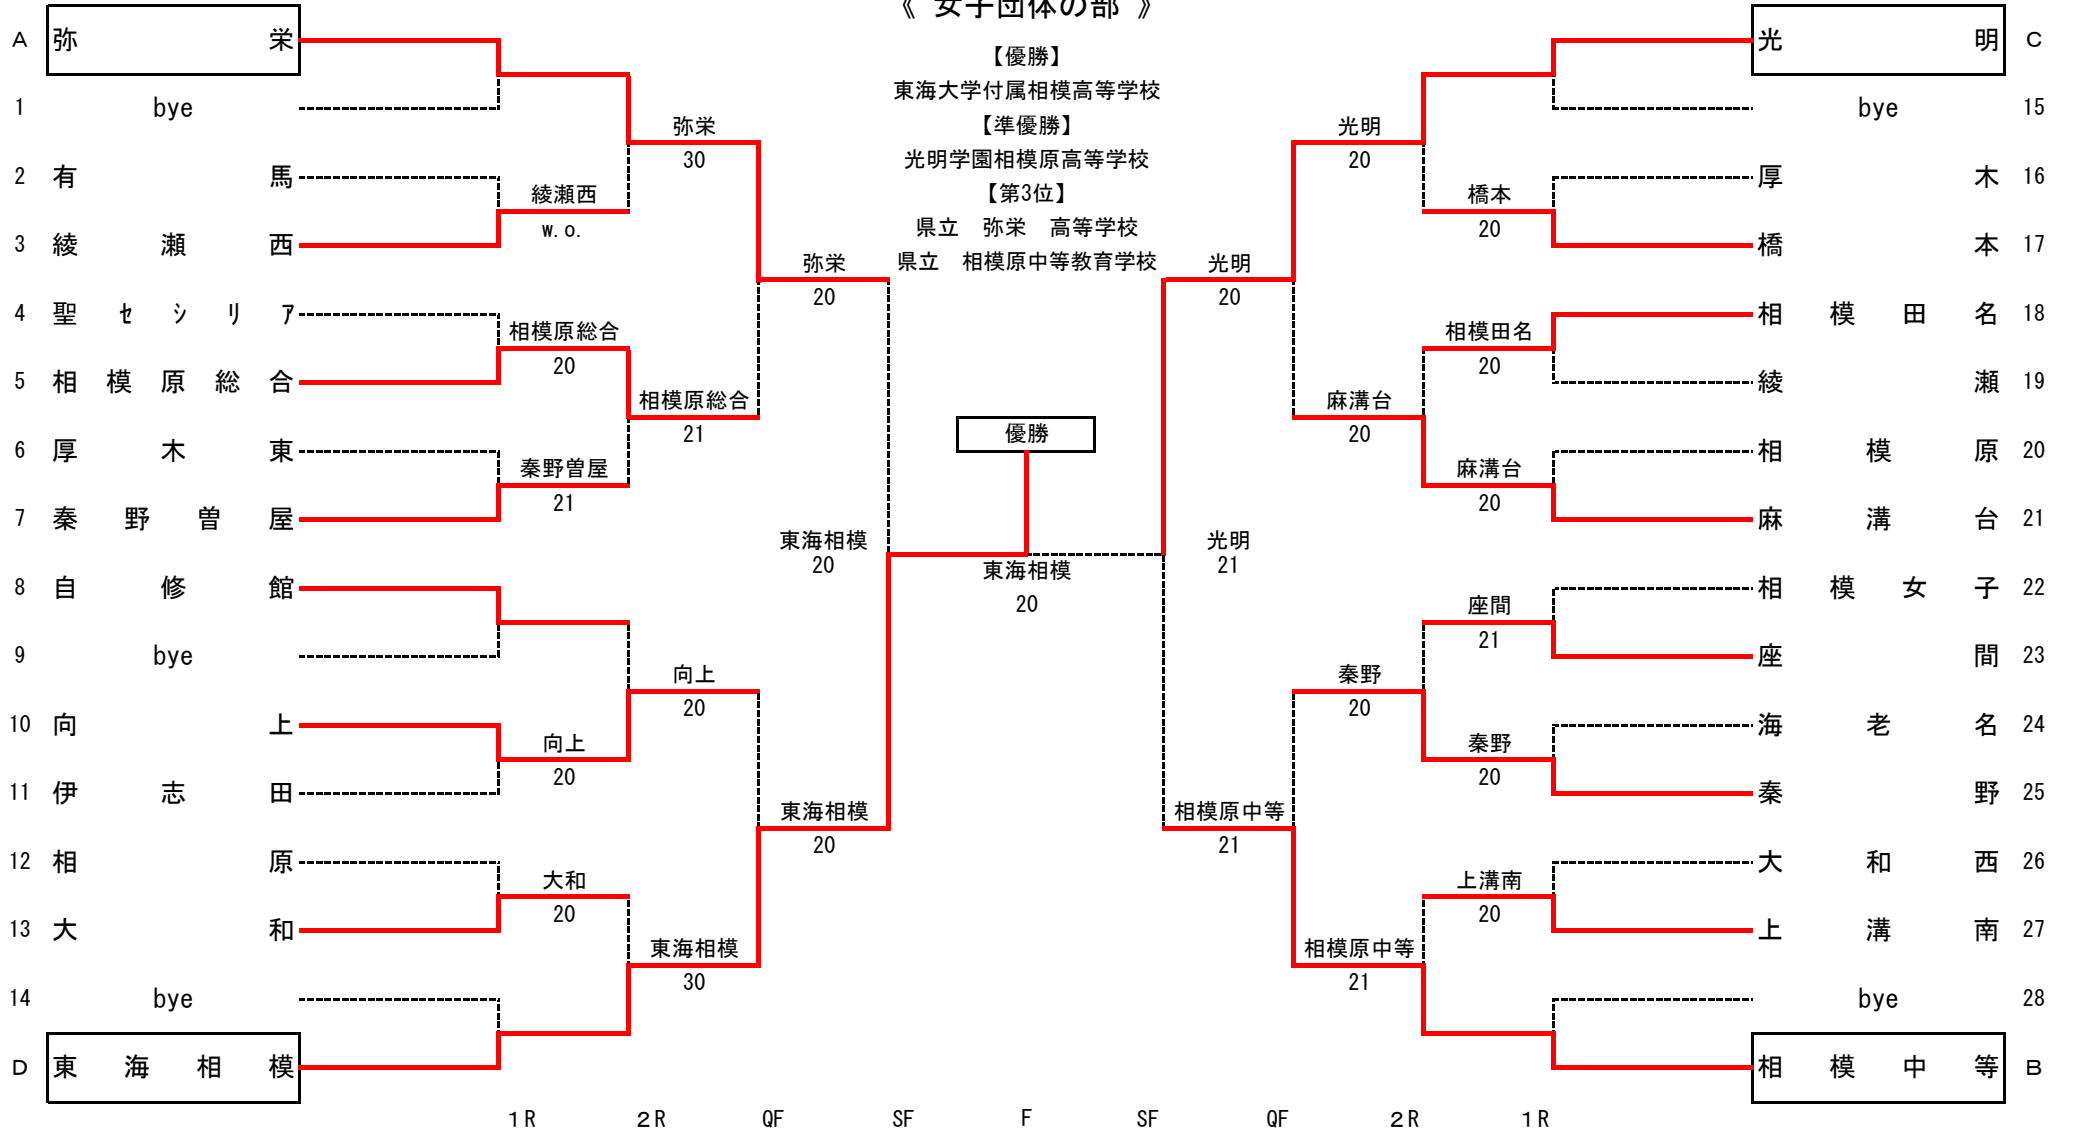 《 女子団体の部 》
【優勝】
東海大学付属相模高等学校
【準優勝】
光明学園相模原高等学校
【第3位】
県立 弥栄 高等学校
県立 相模原中等教育学校
A 弥栄
1 bye
2 有馬
3 綾瀬西
4 聖セシリア
5 相模原総合
6 厚木東
7 秦野曽屋
8 自修館
9 bye
10 向上
11 伊志田
12 相原
13 大和
14 bye
D 東海相模
綾瀬西
w.o.
相模原総合
20
秦野曽屋
21
向上
20
大和
20
弥栄
30
相模原総合
21
向上
20
東海相模
30
弥栄
20
東海相模
20
東海相模
20
優勝
東海相模
20
光明
21
光明
20
相模原中等
21
光明
20
麻溝台
20
秦野
20
相模原中等
21
橋本
20
相模田名
20
麻溝台
20
座間
21
秦野
20
上溝南
20
光明 C
bye 15
厚木 16
橋本 17
相模田名 18
綾瀬 19
相模原 20
麻溝台 21
相模女子 22
座間 23
海老名 24
秦野 25
大和西 26
上溝南 27
bye 28
相模中等 B
1R 2R QF SF F SF QF 2R 1R